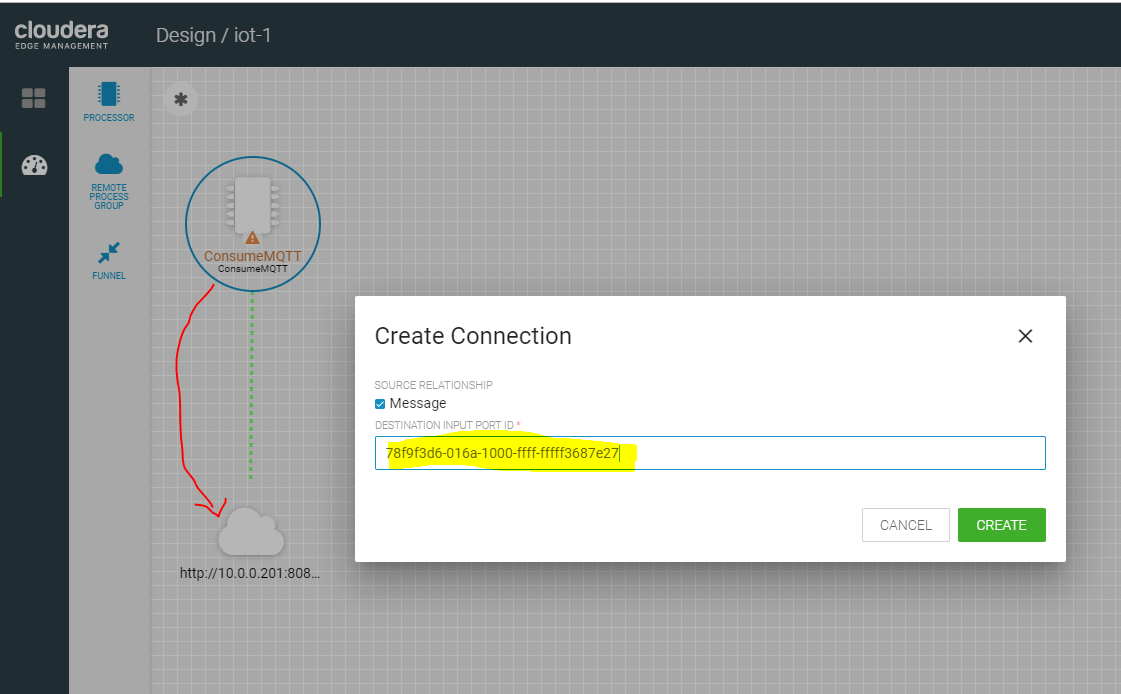 cloudera
EDGE MANAGEMENT
Design / iot-1
PROCESSOR
REMOTE
PROCESS
GROUP
FUNNEL
ConsumeMQTT
ConsumeMQTT
http://10.0.0.201:808...
Create Connection
SOURCE RELATIONSHIP
Message
DESTINATION INPUT PORT ID *
78f9f3d6-016a-1000-ffff-fffff3687e27
CANCEL
CREATE